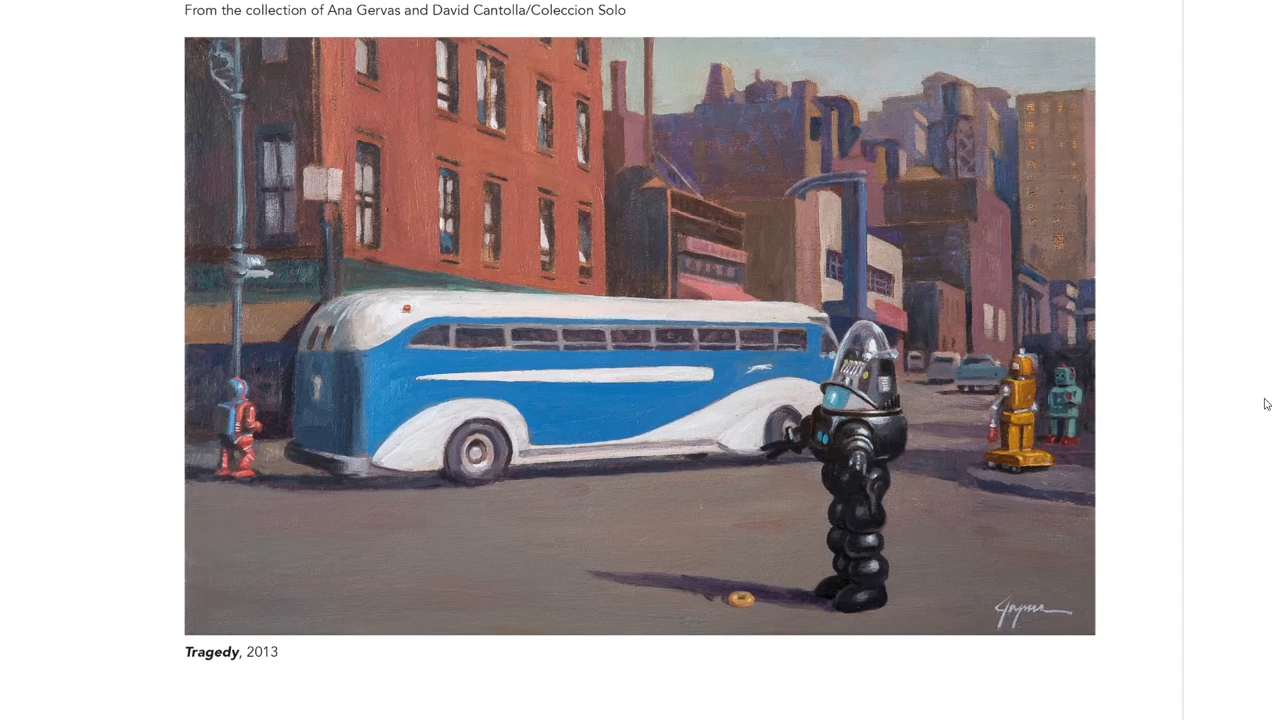 From the collection of Ana Gervas and David Cantolla/Coleccion Solo
Tragedy, 2013